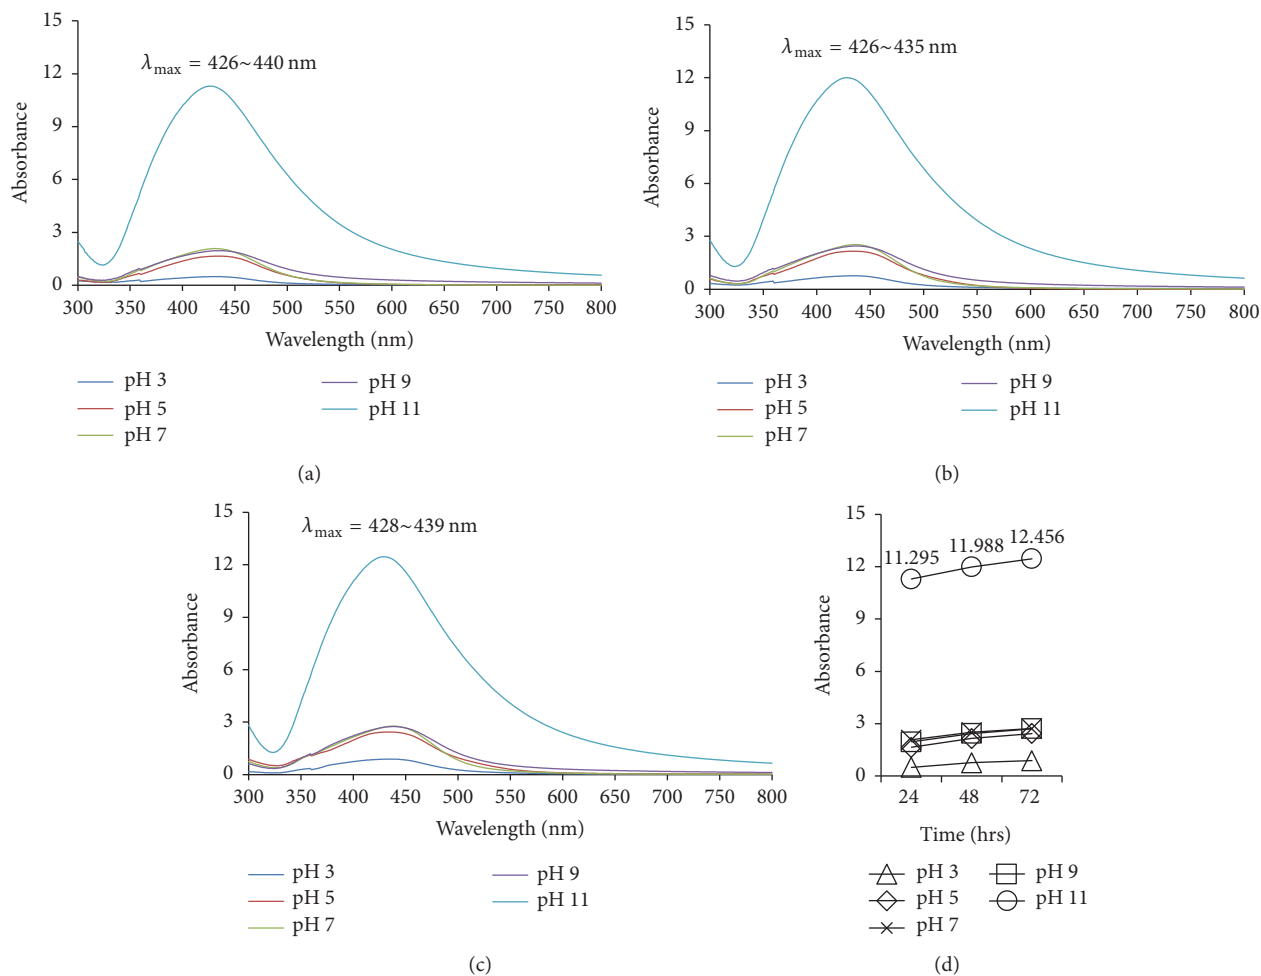 15
12
9
6
3
0
Absorbance
λmax = 426~440 nm
300 350 400 450 500 550 600 650 700 750 800
Wavelength (nm)
pH 3
pH 5
pH 7
pH 9
pH 11
(a)
15
12
9
6
3
0
Absorbance
λmax = 426~435 nm
300 350 400 450 500 550 600 650 700 750 800
Wavelength (nm)
pH 3
pH 5
pH 7
pH 9
pH 11
(b)
15
12
9
6
3
0
Absorbance
λmax = 428~439 nm
300 350 400 450 500 550 600 650 700 750 800
Wavelength (nm)
pH 3
pH 5
pH 7
pH 9
pH 11
(c)
15
12
9
6
3
0
Absorbance
11.295 11.988 12.456
24 48 72
Time (hrs)
pH 3
pH 5
pH 7
pH 9
pH 11
(d)